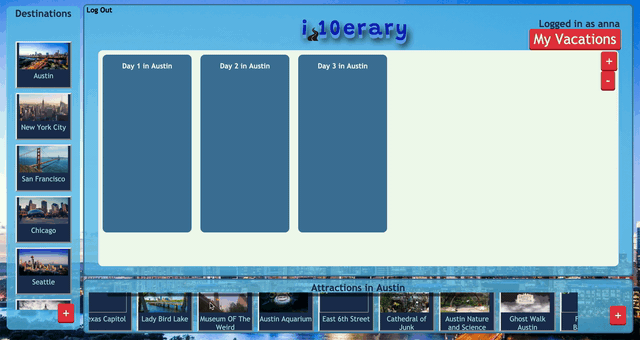 Destinations
Log Out
i 10erary
Logged in as anna
My Vacations
Austin
New York City
San Francisco
Chicago
Seattle
+
Day 1 in Austin
Day 2 in Austin
Day 3 in Austin
+
-
Attractions in Austin
exas Capitol
Lady Bird Lake
Museum OF The
Weird
Austin Aquarium
East 6th Street
Cathedral of
Junk
Austin Nature
and Science
Ghost Walk
Austin
+